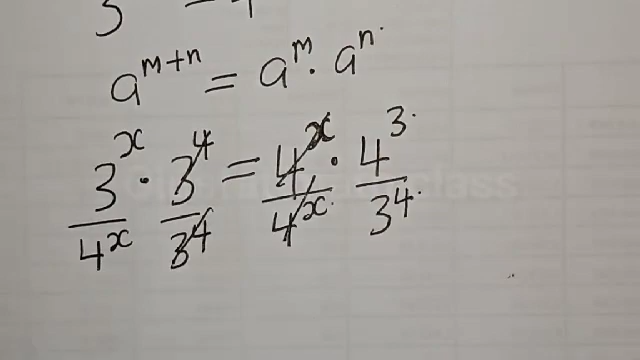 a^{m+n} = a^m · a^n
3^x · 3^4 = 4^x · 4^3
4^x 3^4 4^x 3^4